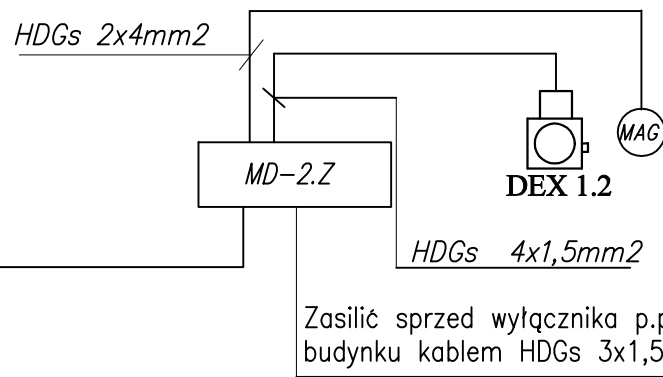 HDGs 2x4mm2
MAG
MD-2.Z
DEX 1.2
HDGs 4x1,5mm2
Zasilić sprzed wyłącznika p.p
budynku kablem HDGs 3x1,5